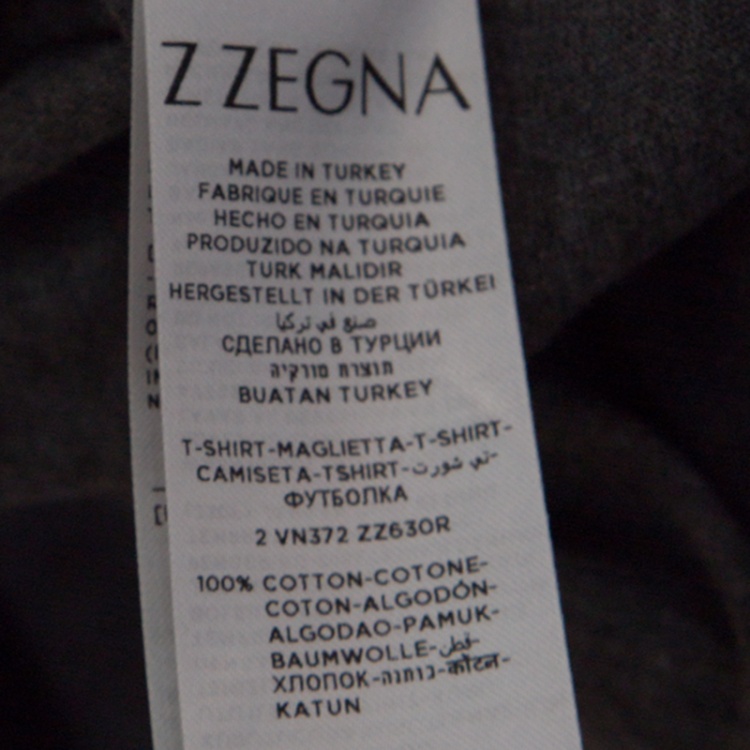 Z ZEGNA
MADE IN TURKEY
FABRIQUE EN TURQUIE
HECHO EN TURQUIA
PRODUZIDO NA TURQUIA
TURK MALIDIR
HERGESTELLT IN DER TÜRKEI
صنع في تركيا
СДЕЛАНО В ТУРЦИИ
תוצרת טורקיה
BUATAN TURKEY
T-SHIRT-MAGLIETTA-T-SHIRT-
CAMISETA-TSHIRT-تي شورت-
ФУТБОЛКА
2 VN372 ZZ630R
100% COTTON-COTONE-
COTON-ALGODÓN-
ALGODAO-PAMUK-
BAUMWOLLE-قطن-
ХЛОПОК-כותנה-कॉटन-
KATUN